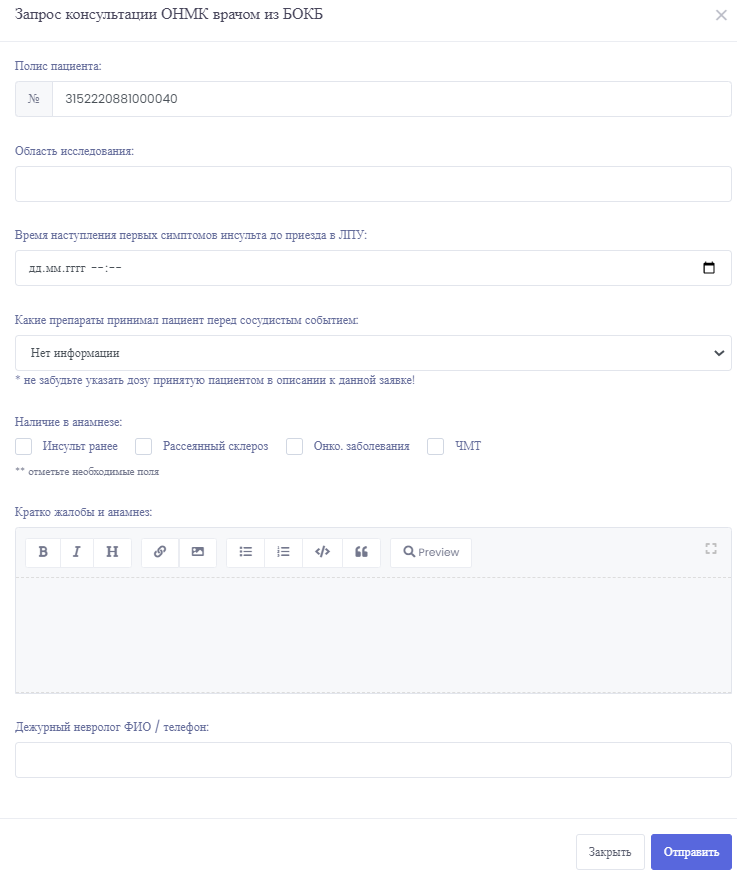 Запрос консультации ОНМК врачом из БОКБ
Полис пациента:
№ 3152220881000040
Область исследования:
Время наступления первых симптомов инсульта до приезда в ЛПУ:
дд.мм.гггг --:--
Какие препараты принимал пациент перед сосудистым событием:
Нет информации
* не забудьте указать дозу принятую пациентом в описании к данной заявке!
Наличие в анамнезе:
Инсульт ранее Рассеянный склероз Онко. заболевания ЧМТ
** отметьте необходимые поля
Кратко жалобы и анамнез:
B I H Preview
Дежурный невролог ФИО / телефон:
Закрыть Отправить